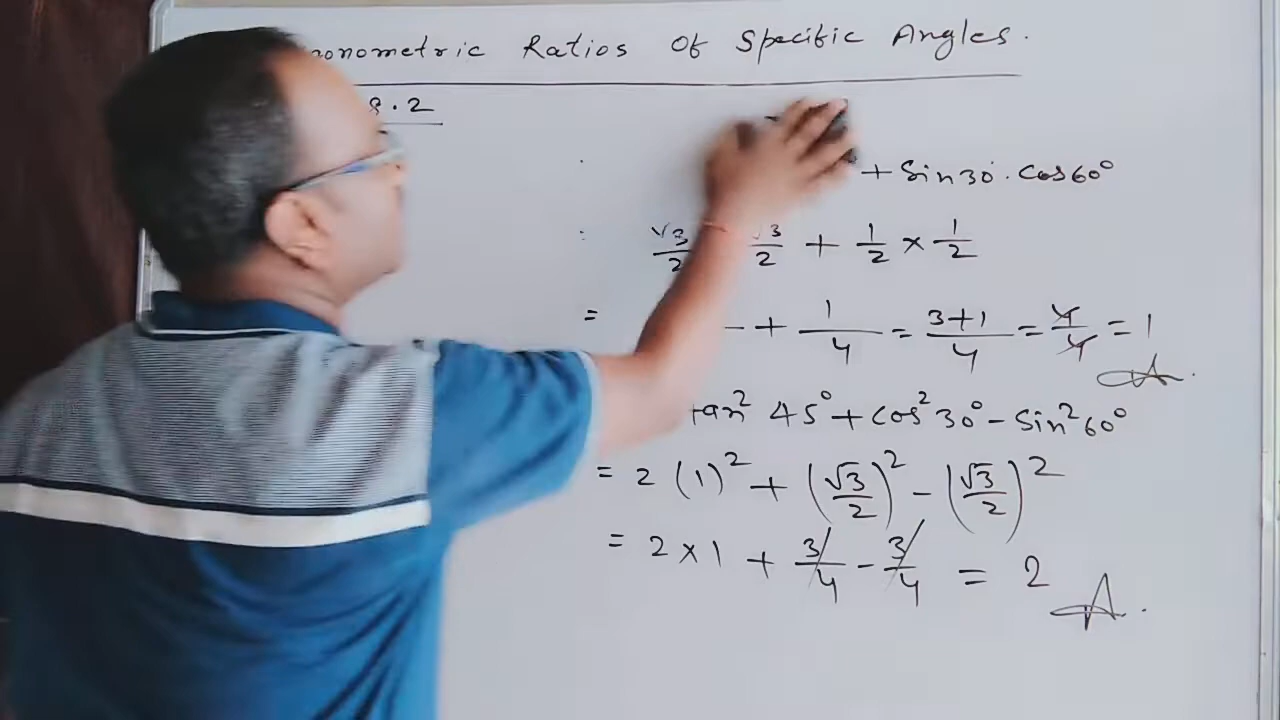 Ratios Of Specific Angles.
8.2
+ Sin30°.Cos60°
√3/2 √3/2 + 1/2 × 1/2
= + 1/4 = 3+1/4 = 4/4 = 1
tan² 45° + cos² 30° - Sin² 60°
= 2 (1)² + (√3/2)² - (√3/2)²
= 2 × 1 + 3/4 - 3/4 = 2